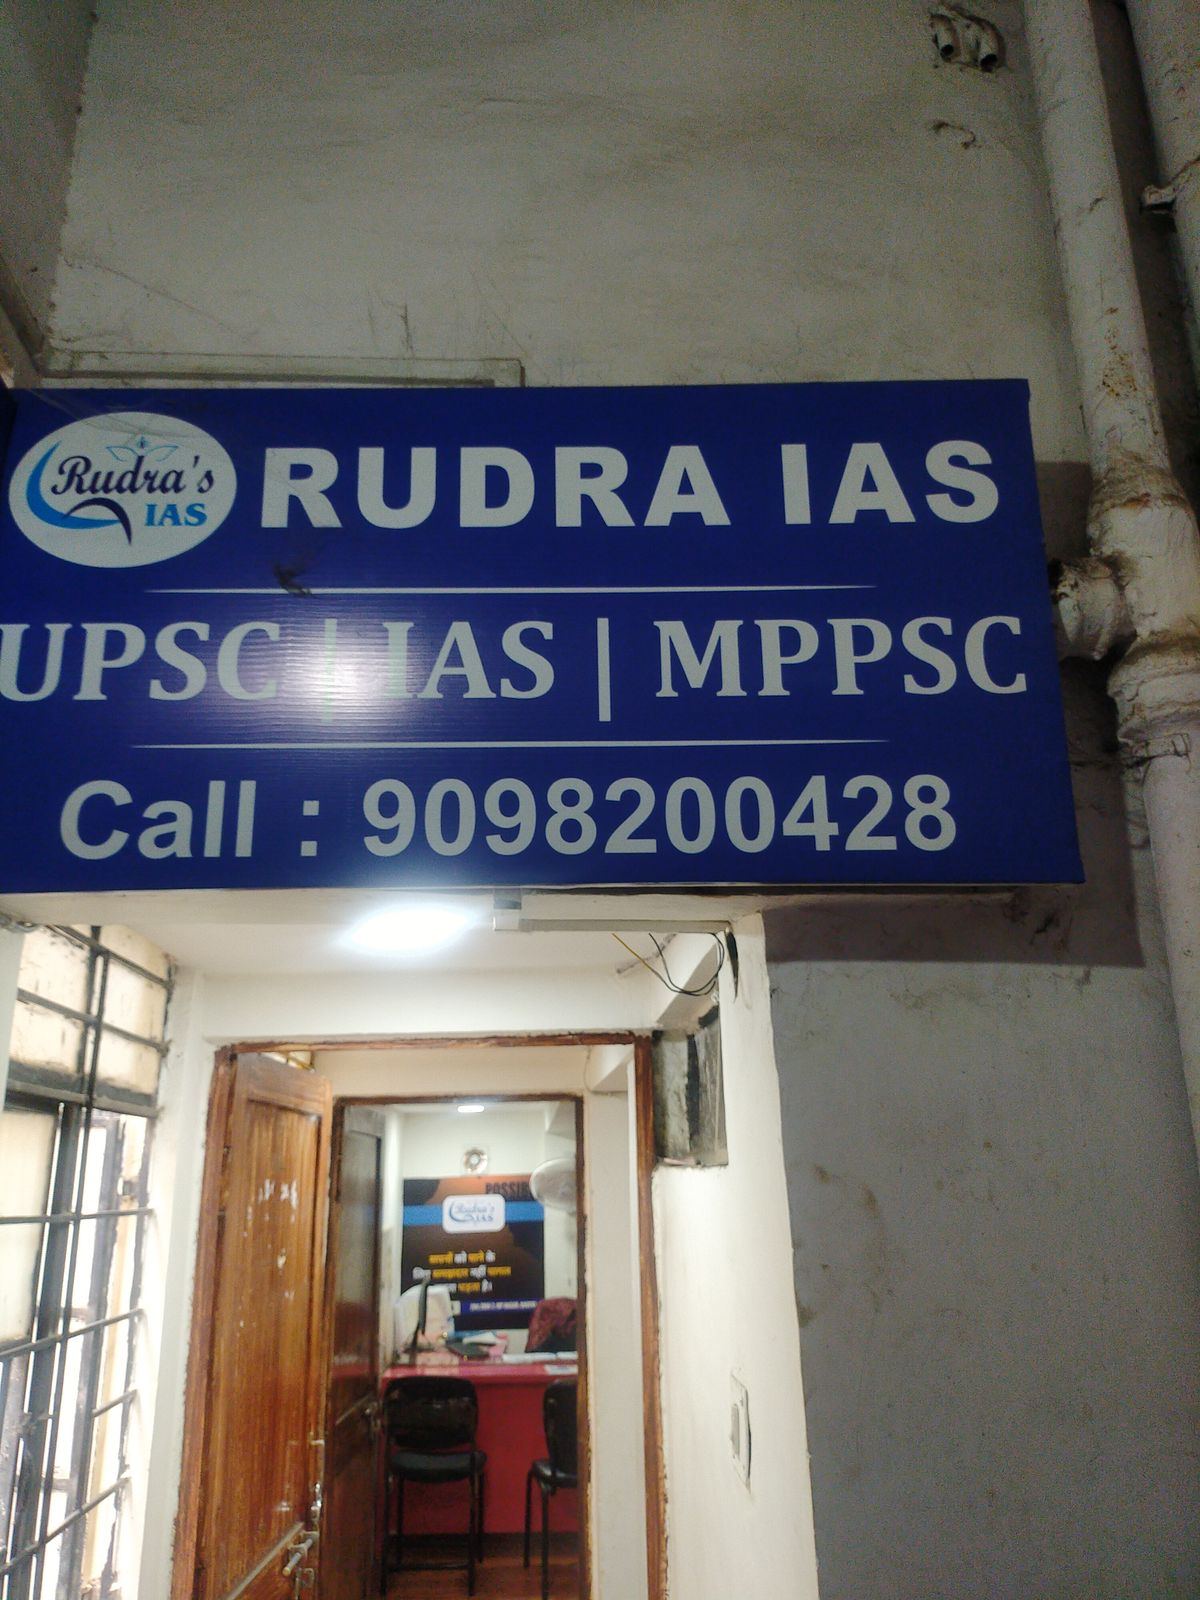 Rudra's
IAS
RUDRA IAS
UPSC | IAS | MPPSC
Call : 9098200428
Rudra's
IAS